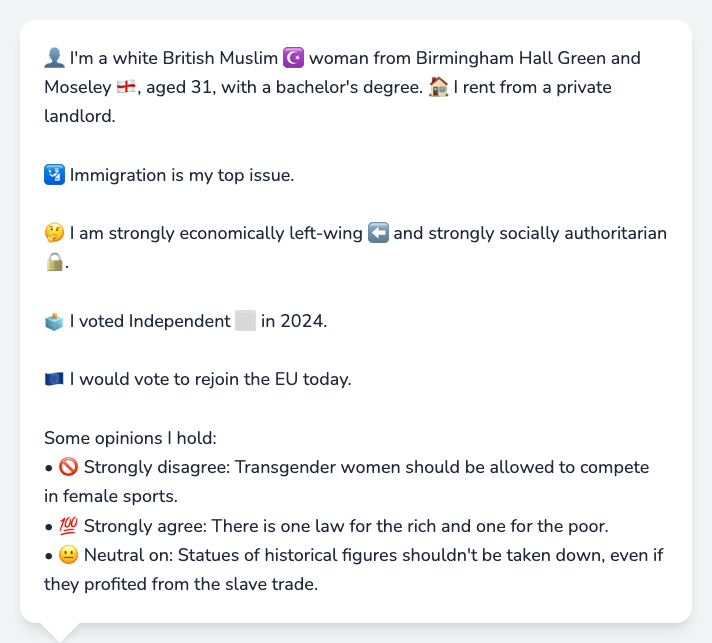 👤 I'm a white British Muslim ☪️ woman from Birmingham Hall Green and
Moseley 🏴󠁧󠁢󠁥󠁮󠁧󠁿, aged 31, with a bachelor's degree. 🏠 I rent from a private
landlord.
🛂 Immigration is my top issue.
🤔 I am strongly economically left-wing ⬅️ and strongly socially authoritarian
🔒.
🗳️ I voted Independent ⬜ in 2024.
🇪🇺 I would vote to rejoin the EU today.
Some opinions I hold:
• 🚫 Strongly disagree: Transgender women should be allowed to compete
in female sports.
• 💯 Strongly agree: There is one law for the rich and one for the poor.
• 😐 Neutral on: Statues of historical figures shouldn't be taken down, even if
they profited from the slave trade.